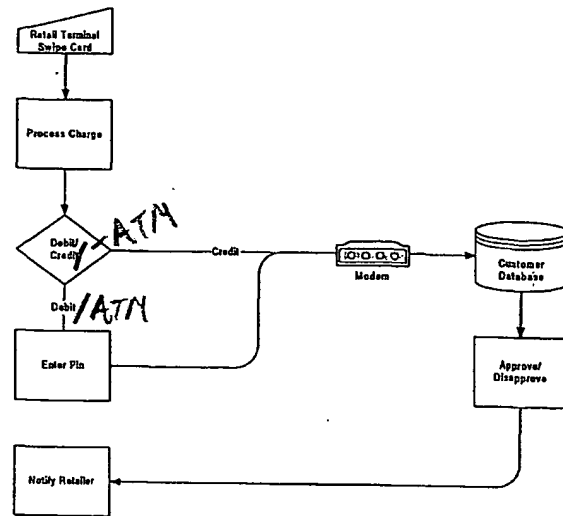 Retail Terminal
Swipe Card
Process Charge
Debit/
Credit / ATM
Credit
Modem
Customer
Database
Debit /ATM
Enter Pin
Approve/
Disapprove
Notify Retailer